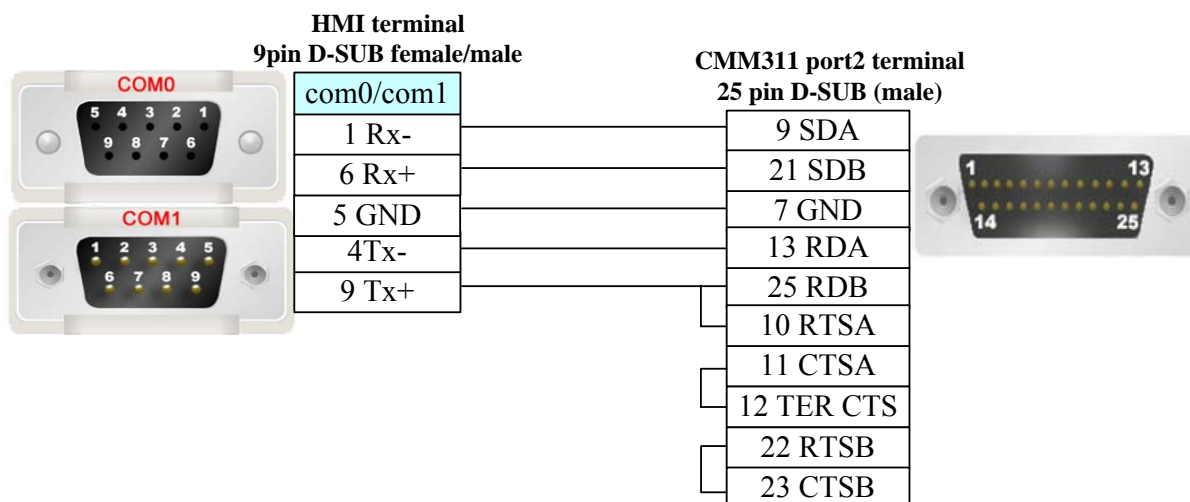 HMI terminal
9pin D-SUB female/male
COM0
5 4 3 2 1
9 8 7 6
COM1
1 2 3 4 5
6 7 8 9
com0/com1
1 Rx-
6 Rx+
5 GND
4Tx-
9 Tx+
CMM311 port2 terminal
25 pin D-SUB (male)
9 SDA
21 SDB
7 GND
13 RDA
25 RDB
10 RTSA
11 CTSA
12 TER CTS
22 RTSB
23 CTSB
1 13
14 25